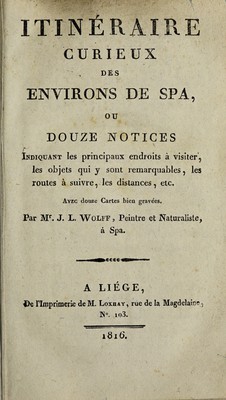 ITINÉRAIRE
CURIEUX
DES
ENVIRONS DE SPA,
OU
DOUZE NOTICES
INDIQUANT les principaux endroits à visiter,
les objets qui y sont remarquables, les
routes à suivre, les distances, etc.
AVEC douze Cartes bien gravées.
Par Mr. J. L. WOLFF, Peintre et Naturaliste,
à Spa.
A LIÉGE,
De l'Imprimerie de M. LOXHAY, rue de la Magdelaine,
No. 103.
1816.